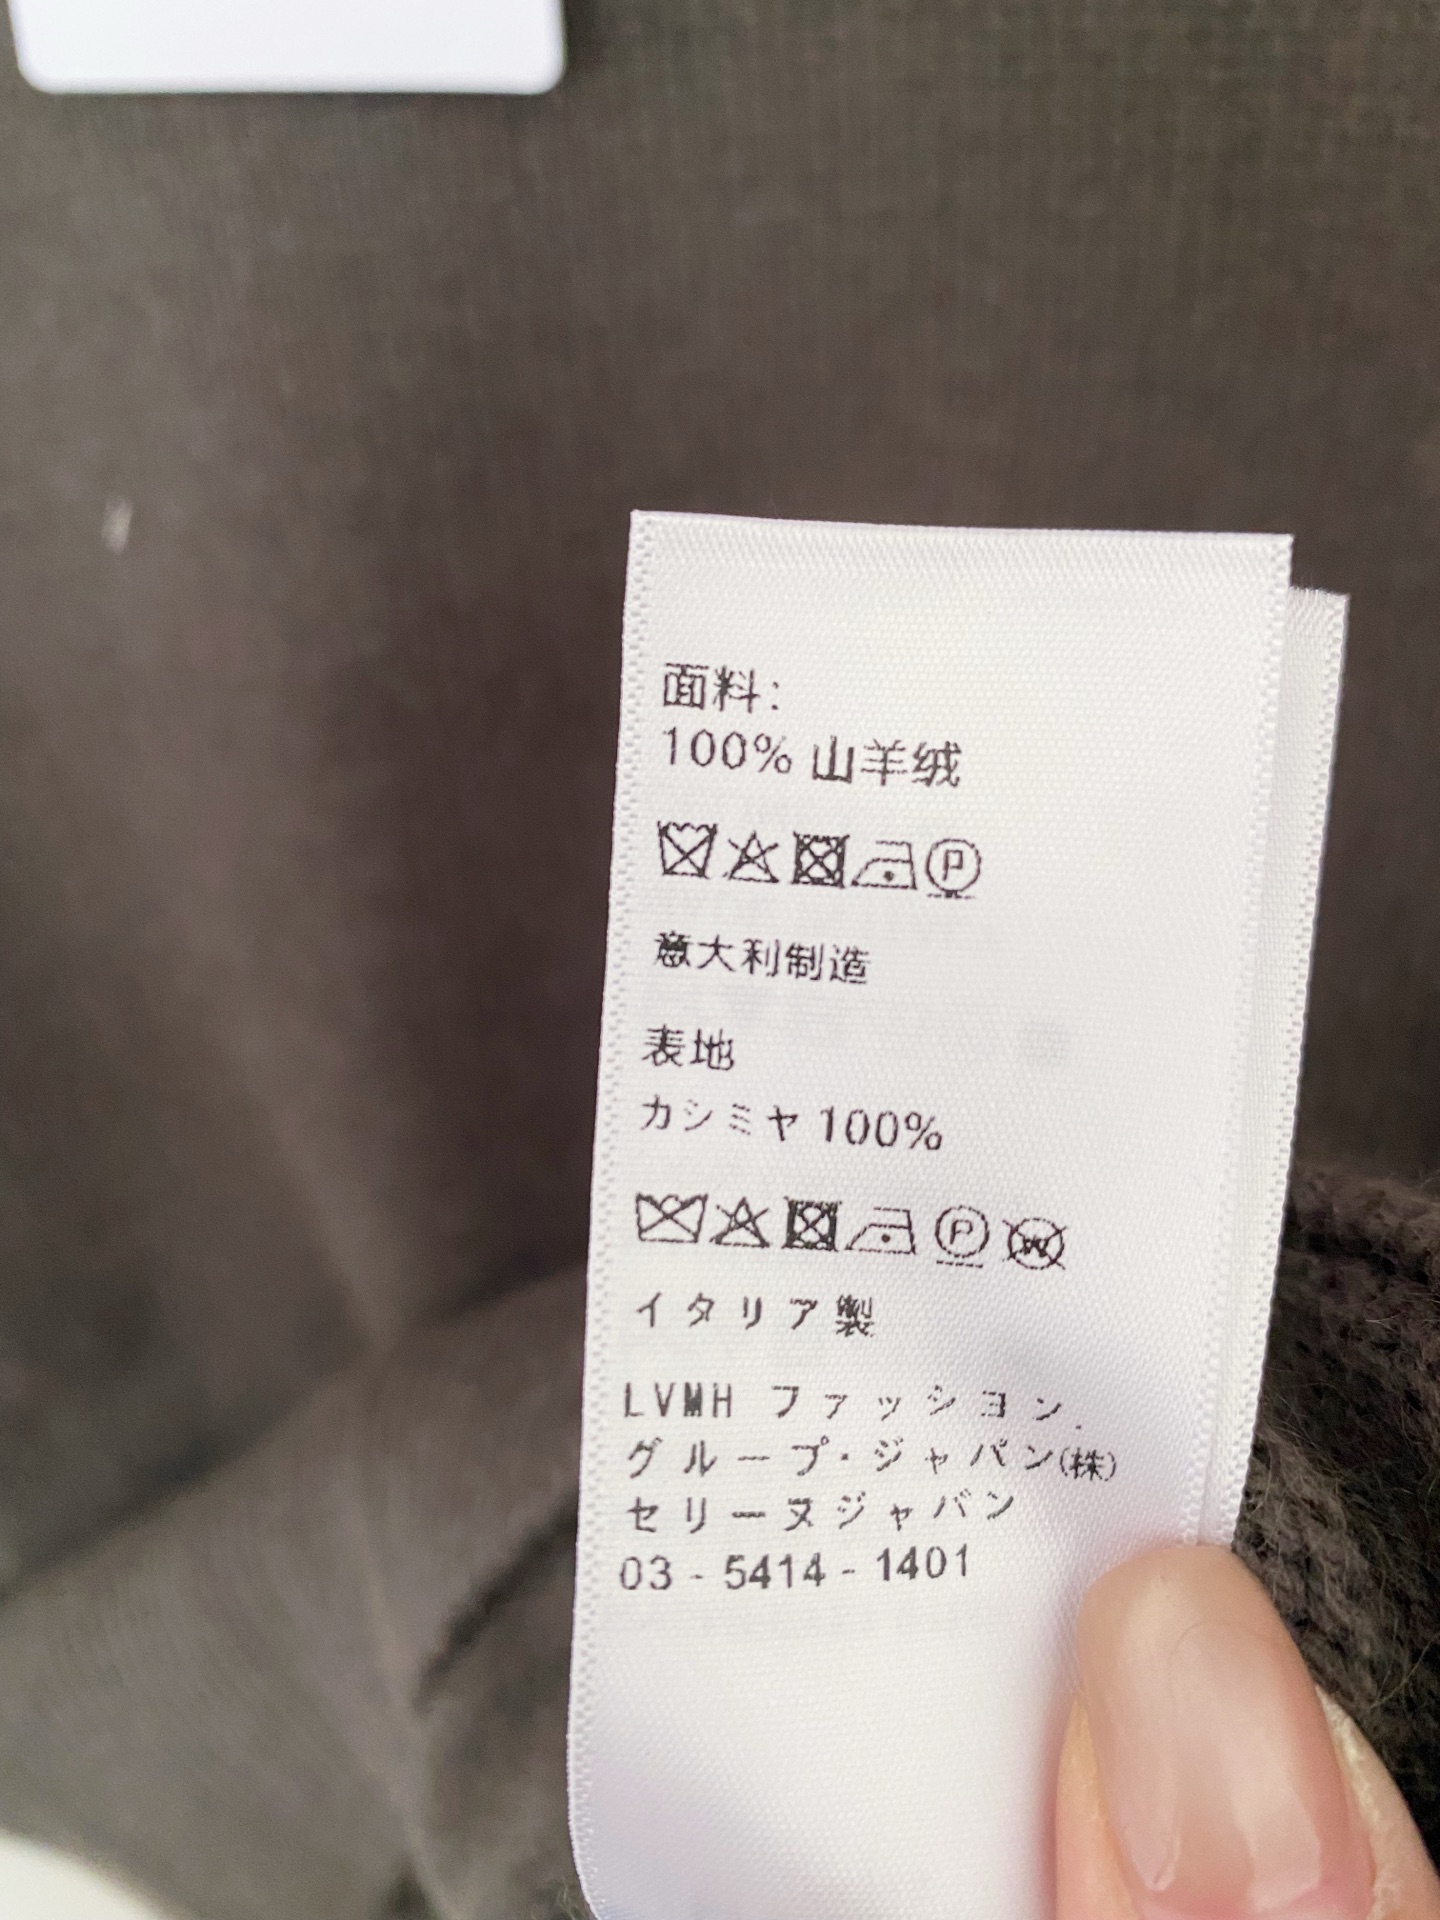 面料:
100% 山羊绒
P
意大利制造
表地
カシミヤ 100%
P W
イタリア製
LVMH ファッション.
グループ・ジャパン(株)
セリーヌジャパン
03 - 5414 - 1401